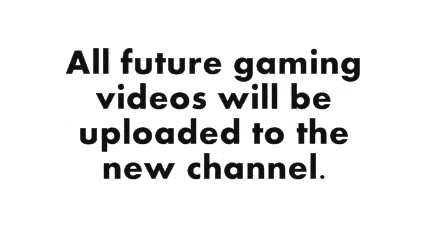 All future gaming
videos will be
uploaded to the
new channel.